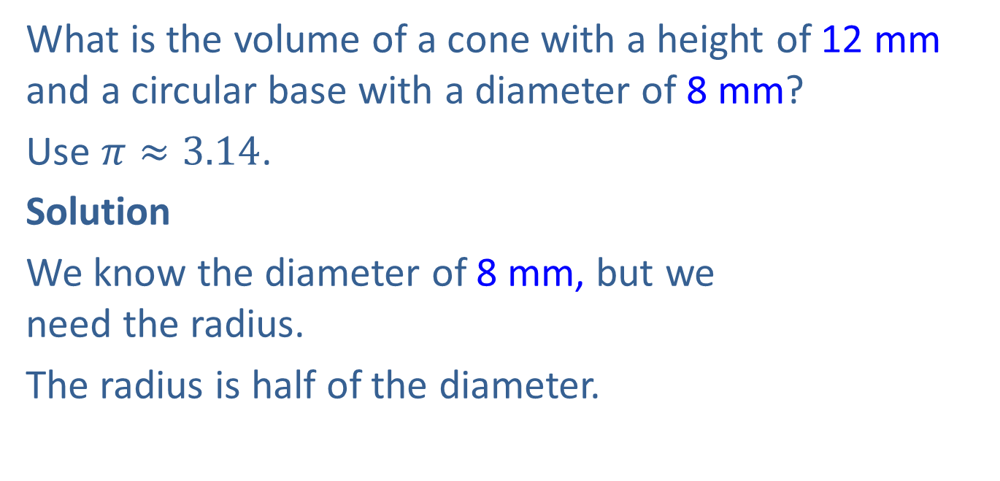 What is the volume of a cone with a height of 12 mm
and a circular base with a diameter of 8 mm?
Use π ≈ 3.14.
Solution
We know the diameter of 8 mm, but we
need the radius.
The radius is half of the diameter.